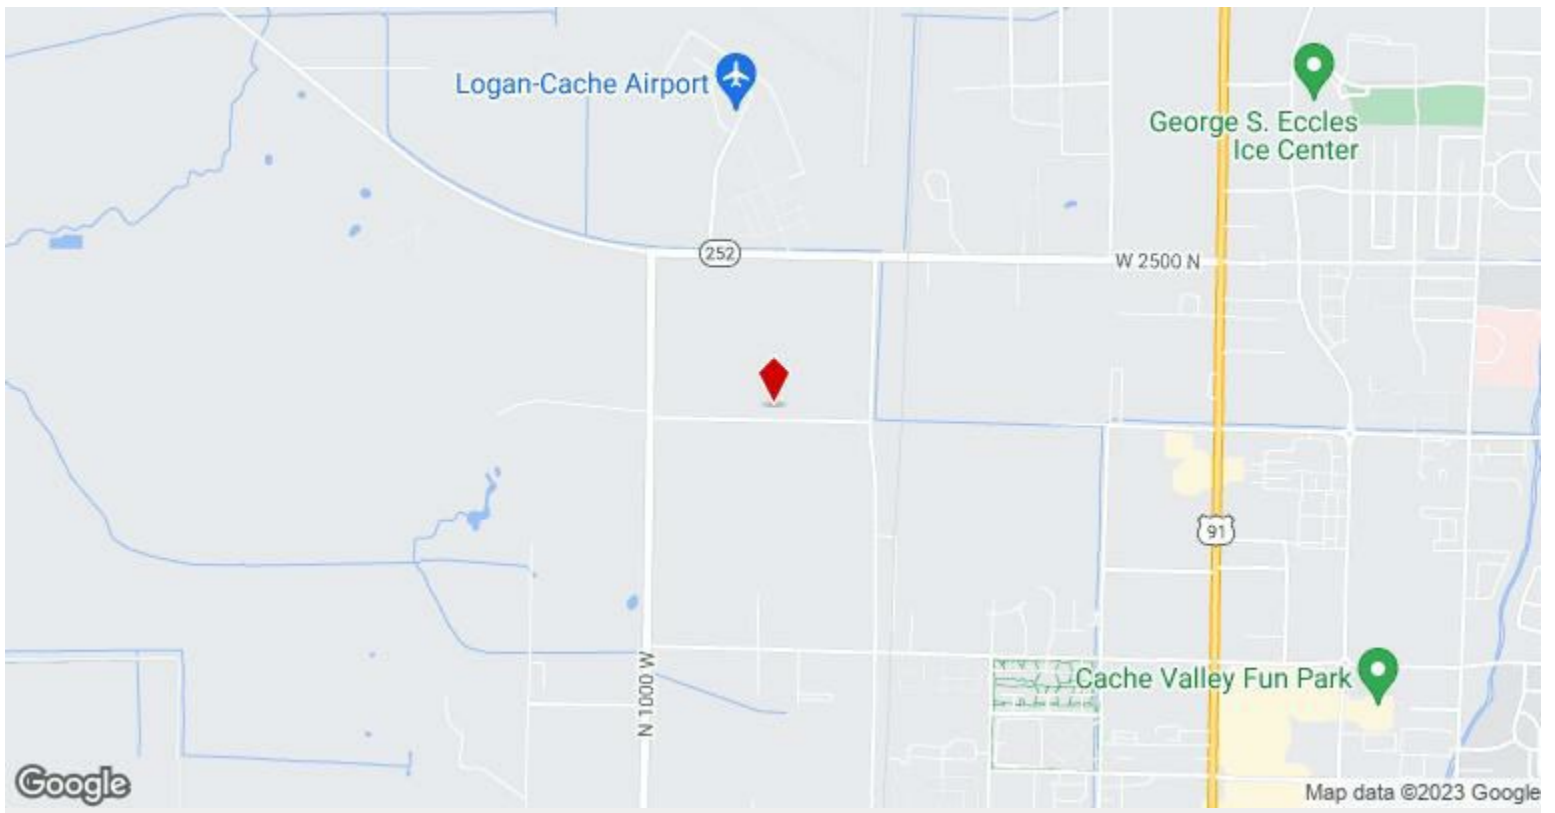 Logan-Cache Airport
George S. Eccles
Ice Center
252
W 2500 N
91
N 1000 W
Cache Valley Fun Park
Google
Map data ©2023 Google